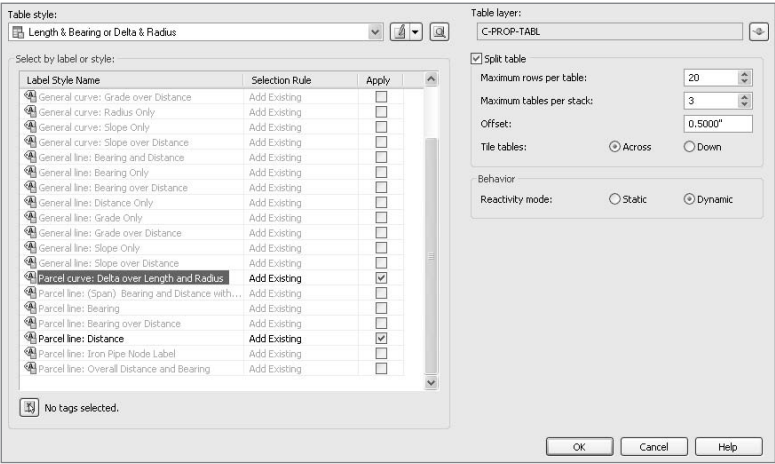 Table style:
Length & Bearing or Delta & Radius
Select by label or style:
Label Style Name Selection Rule Apply
General curve: Grade over Distance Add Existing
General curve: Radius Only Add Existing
General curve: Slope Only Add Existing
General curve: Slope over Distance Add Existing
General line: Bearing and Distance Add Existing
General line: Bearing Only Add Existing
General line: Bearing over Distance Add Existing
General line: Distance Only Add Existing
General line: Grade Only Add Existing
General line: Grade over Distance Add Existing
General line: Slope Only Add Existing
General line: Slope over Distance Add Existing
Parcel curve: Delta over Length and Radius Add Existing
Parcel line: (Span) Bearing and Distance with... Add Existing
Parcel line: Bearing Add Existing
Parcel line: Bearing over Distance Add Existing
Parcel line: Distance Add Existing
Parcel line: Iron Pipe Node Label Add Existing
Parcel line: Overall Distance and Bearing Add Existing
No tags selected.
Table layer:
C-PROP-TABL
Split table
Maximum rows per table: 20
Maximum tables per stack: 3
Offset: 0.5000"
Tile tables: Across Down
Behavior
Reactivity mode: Static Dynamic
OK Cancel Help